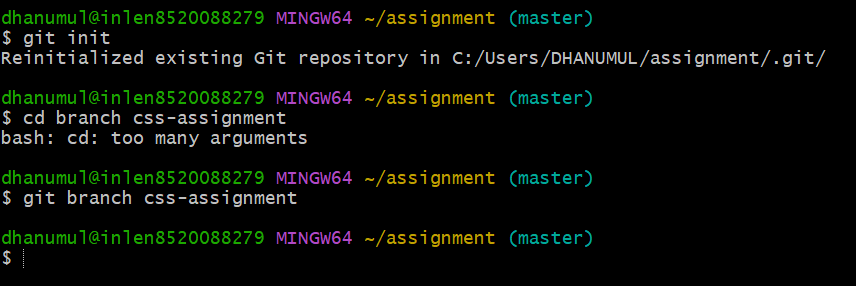 dhanumul@inlen8520088279 MINGW64 ~/assignment (master)
$ git init
Reinitialized existing Git repository in C:/Users/DHANUMUL/assignment/.git/
dhanumul@inlen8520088279 MINGW64 ~/assignment (master)
$ cd branch css-assignment
bash: cd: too many arguments
dhanumul@inlen8520088279 MINGW64 ~/assignment (master)
$ git branch css-assignment
dhanumul@inlen8520088279 MINGW64 ~/assignment (master)
$